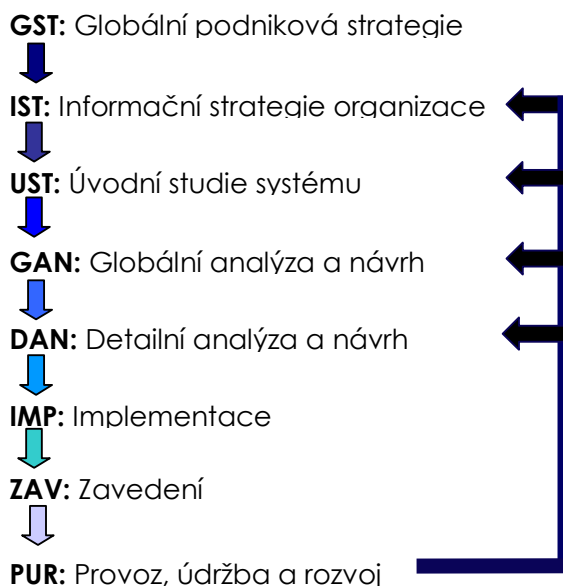 GST: Globální podniková strategie
IST: Informační strategie organizace
UST: Úvodní studie systému
GAN: Globální analýza a návrh
DAN: Detailní analýza a návrh
IMP: Implementace
ZAV: Zavedení
PUR: Provoz, údržba a rozvoj